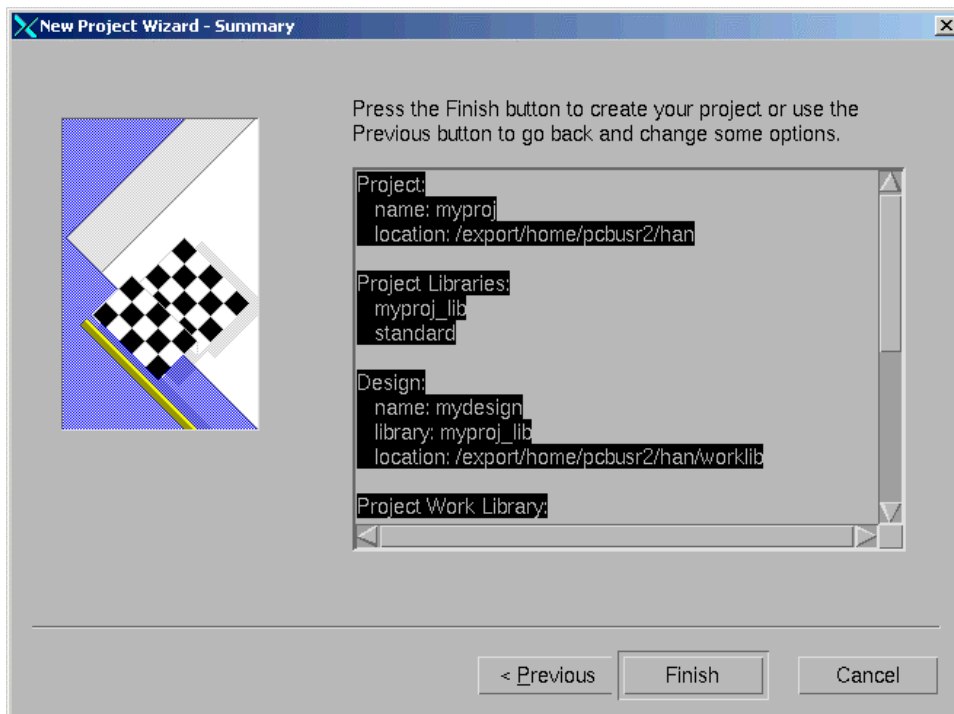 New Project Wizard - Summary
Press the Finish button to create your project or use the
Previous button to go back and change some options.
Project:
name: myproj
location: /export/home/pcbusr2/han
Project Libraries:
myproj_lib
standard
Design:
name: mydesign
library: myproj_lib
location: /export/home/pcbusr2/han/worklib
Project Work Library:
< Previous
Finish
Cancel